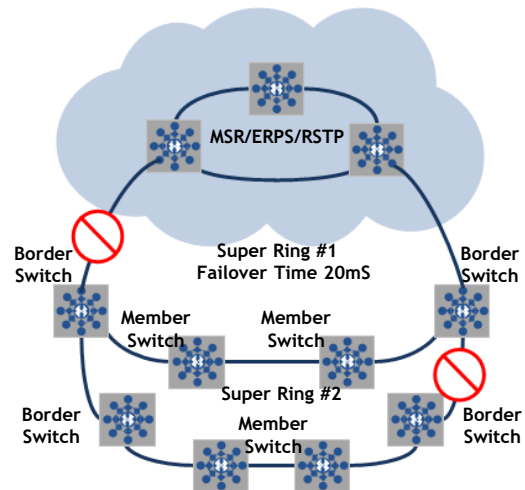 MSR/ERPS/RSTP
Super Ring #1
Failover Time 20mS
Border
Switch
Border
Switch
Member
Switch
Member
Switch
Super Ring #2
Border
Switch
Member
Switch
Border
Switch